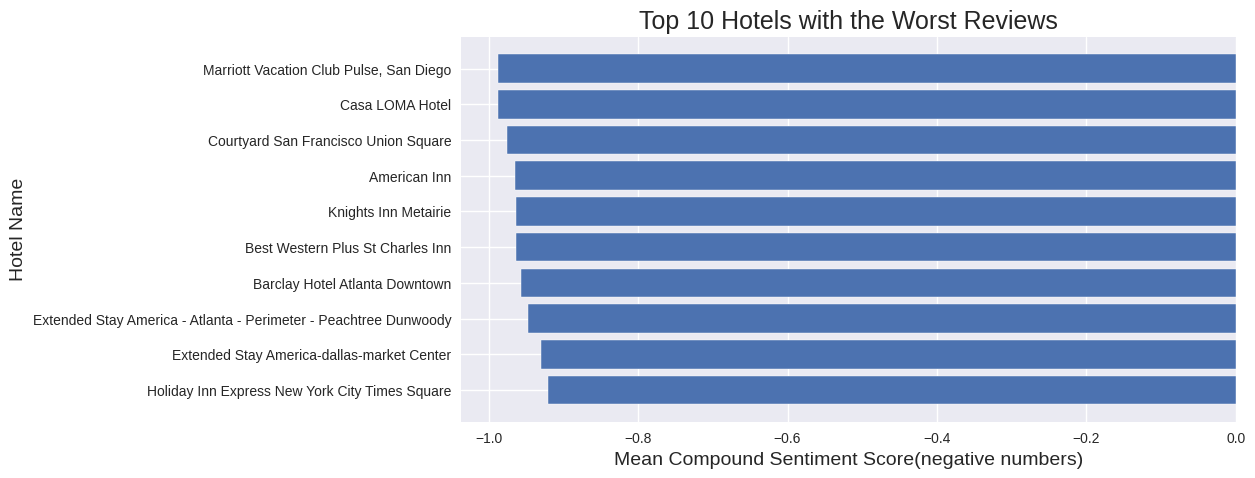 Top 10 Hotels with the Worst Reviews
Hotel Name
Marriott Vacation Club Pulse, San Diego
Casa LOMA Hotel
Courtyard San Francisco Union Square
American Inn
Knights Inn Metairie
Best Western Plus St Charles Inn
Barclay Hotel Atlanta Downtown
Extended Stay America - Atlanta - Perimeter - Peachtree Dunwoody
Extended Stay America-dallas-market Center
Holiday Inn Express New York City Times Square
−1.0 −0.8 −0.6 −0.4 −0.2 0.0
Mean Compound Sentiment Score(negative numbers)